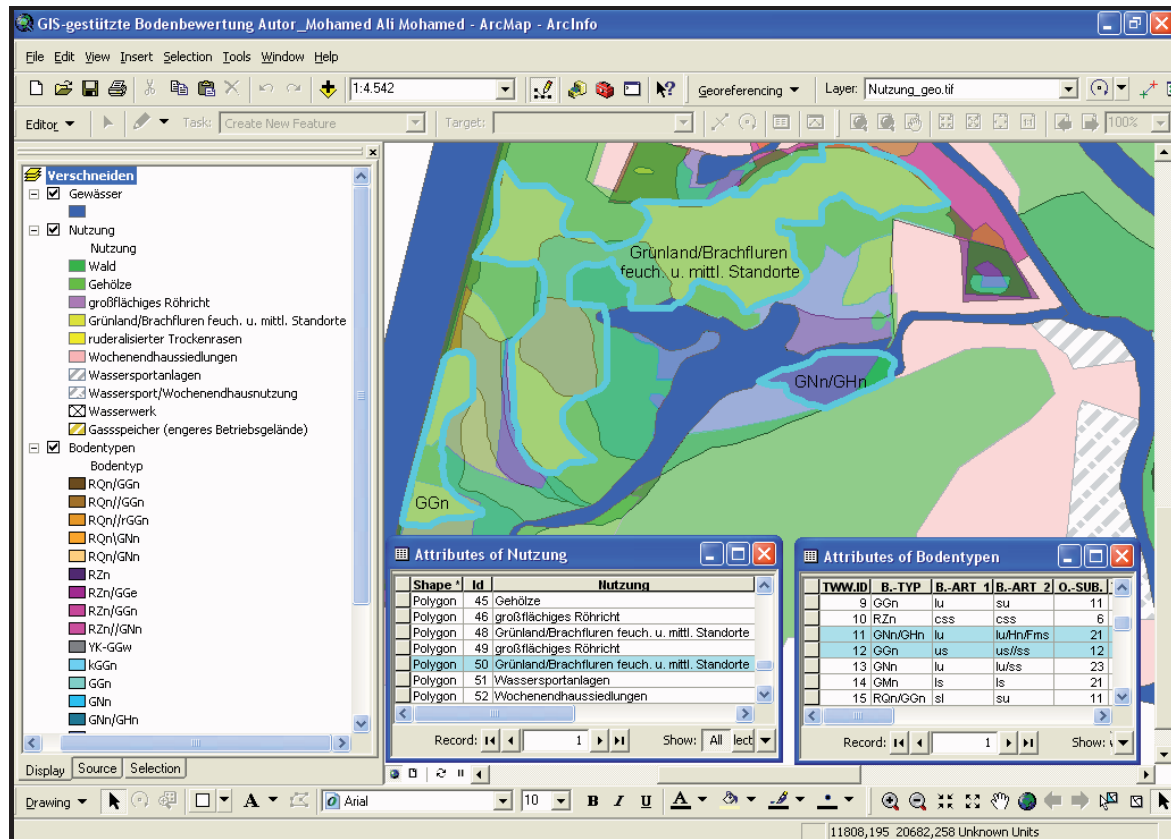 GIS-gestützte Bodenbewertung Autor_Mohamed Ali Mohamed - ArcMap - ArcInfo
File Edit View Insert Selection Tools Window Help
1:4.542 Georeferencing Layer: Nutzung_geo.tif
Editor Task: Create New Feature Target: 100%
Verschneiden
Gewässer
Nutzung
Nutzung
Wald
Gehölze
großflächiges Röhricht
Grünland/Brachfluren feuch. u. mittl. Standorte
ruderalisierter Trockenrasen
Wochenendhaussiedlungen
Wassersportanlagen
Wassersport/Wochenendhausnutzung
Wasserwerk
Gassspeicher (engeres Betriebsgelände)
Bodentypen
Bodentyp
RQn/GGn
RQn//GGn
RQn//rGGn
RQn\GNn
RQn/GNn
RZn
RZn/GGe
RZn/GGn
RZn//GNn
YK-GGw
kGGn
GGn
GNn
GNn/GHn
Display Source Selection
Grünland/Brachfluren
feuch. u. mittl. Standorte
GNn/GHn
GGn
Attributes of Nutzung
Shape * Id Nutzung
Polygon 45 Gehölze
Polygon 46 großflächiges Röhricht
Polygon 48 Grünland/Brachfluren feuch. u. mittl. Standorte
Polygon 49 großflächiges Röhricht
Polygon 50 Grünland/Brachfluren feuch. u. mittl. Standorte
Polygon 51 Wassersportanlagen
Polygon 52 Wochenendhaussiedlungen
Record: 1 Show: All lect
Attributes of Bodentypen
TWW.ID B.-TYP B.-ART 1 B.-ART 2 O.-SUB.
9 GGn lu su 11
10 RZn css css 6
11 GNn/GHn lu lu/Hn/Fms 21
12 GGn us us//ss 12
13 GNn lu lu/ss 23
14 GMn ls ls 21
15 RQn/GGn sl su 11
Record: 1 Show:
Drawing A Arial 10 B I U A
11808,195 20682,258 Unknown Units